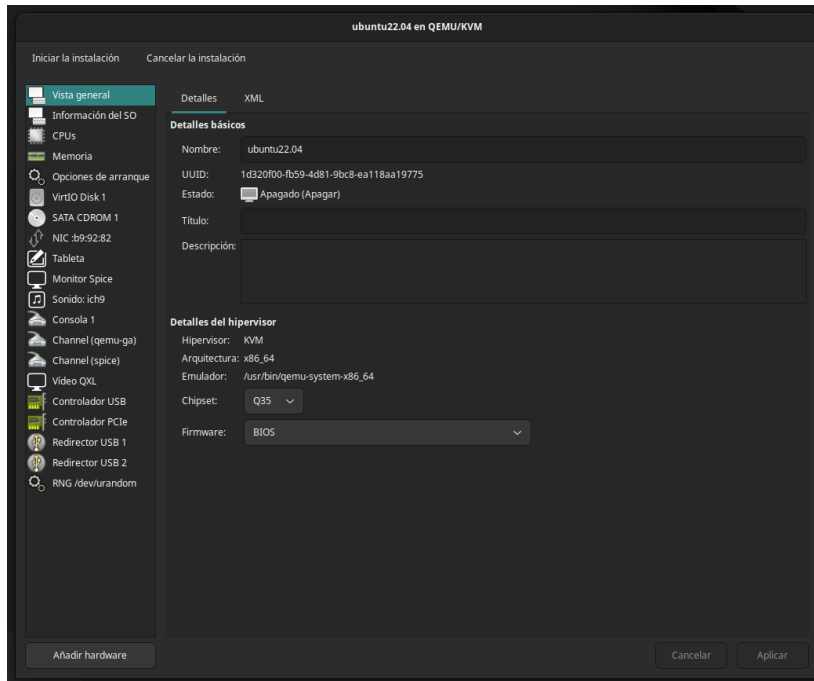 ubuntu22.04 en QEMU/KVM
Iniciar la instalación Cancelar la instalación
Vista general
Información del SO
CPUs
Memoria
Opciones de arranque
VirtIO Disk 1
SATA CDROM 1
NIC :b9:92:82
Tableta
Monitor Spice
Sonido: ich9
Consola 1
Channel (qemu-ga)
Channel (spice)
Vídeo QXL
Controlador USB
Controlador PCIe
Redirector USB 1
Redirector USB 2
RNG /dev/urandom
Añadir hardware
Detalles XML
Detalles básicos
Nombre: ubuntu22.04
UUID: 1d320f00-fb59-4d81-9bc8-ea118aa19775
Estado: Apagado (Apagar)
Título:
Descripción:
Detalles del hipervisor
Hipervisor: KVM
Arquitectura: x86_64
Emulador: /usr/bin/qemu-system-x86_64
Chipset: Q35
Firmware: BIOS
Cancelar Aplicar